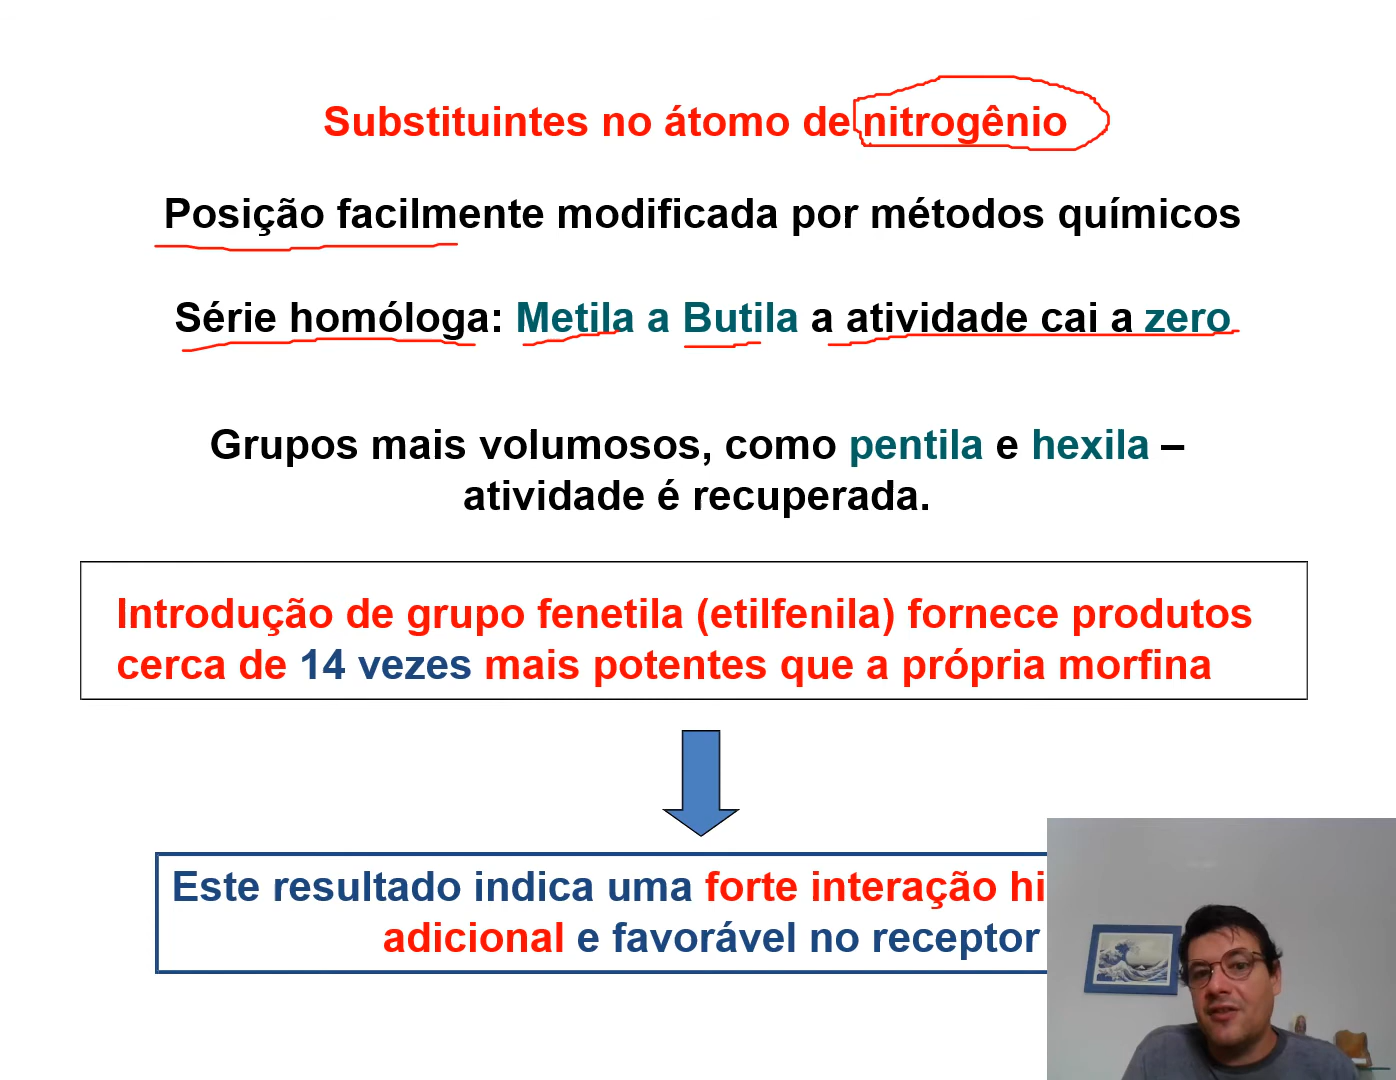 Substituintes no átomo de nitrogênio
Posição facilmente modificada por métodos químicos
Série homóloga: Metila a Butila a atividade cai a zero
Grupos mais volumosos, como pentila e hexila –
atividade é recuperada.
Introdução de grupo fenetila (etilfenila) fornece produtos
cerca de 14 vezes mais potentes que a própria morfina
Este resultado indica uma forte interação
adicional e favorável no receptor